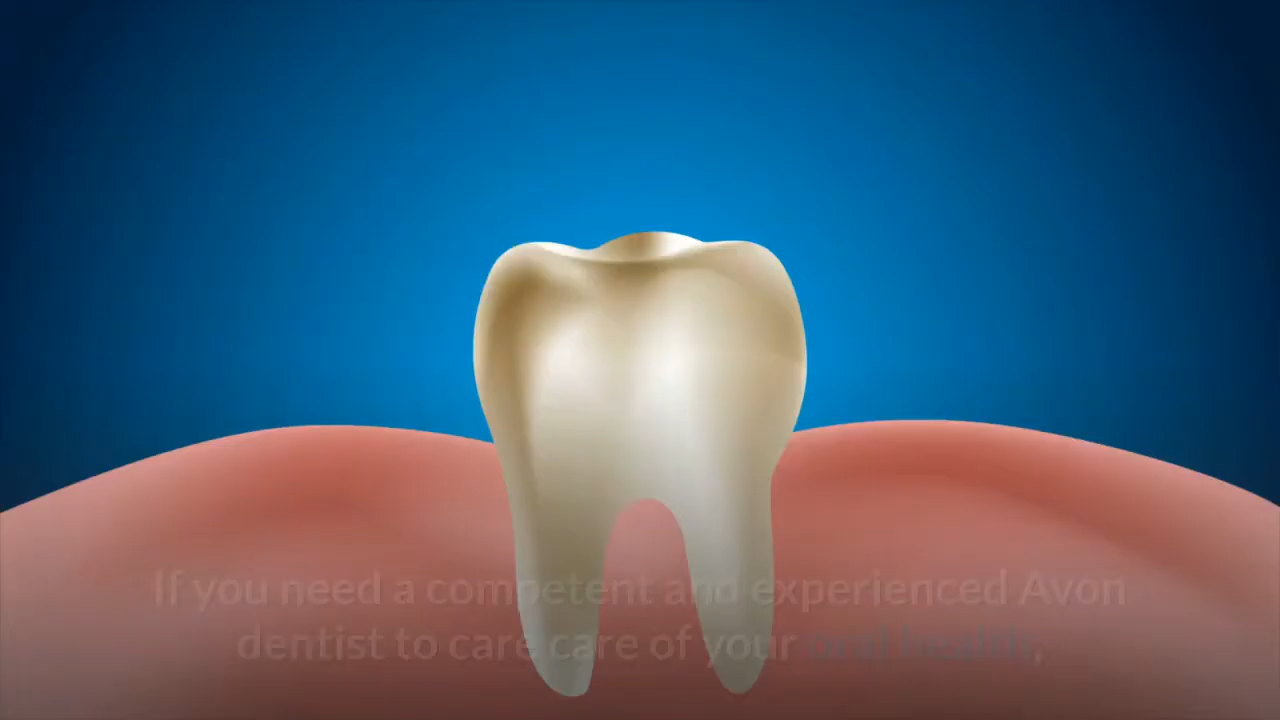 If you need a competent and experienced Avon
dentist to care care of your oral health,